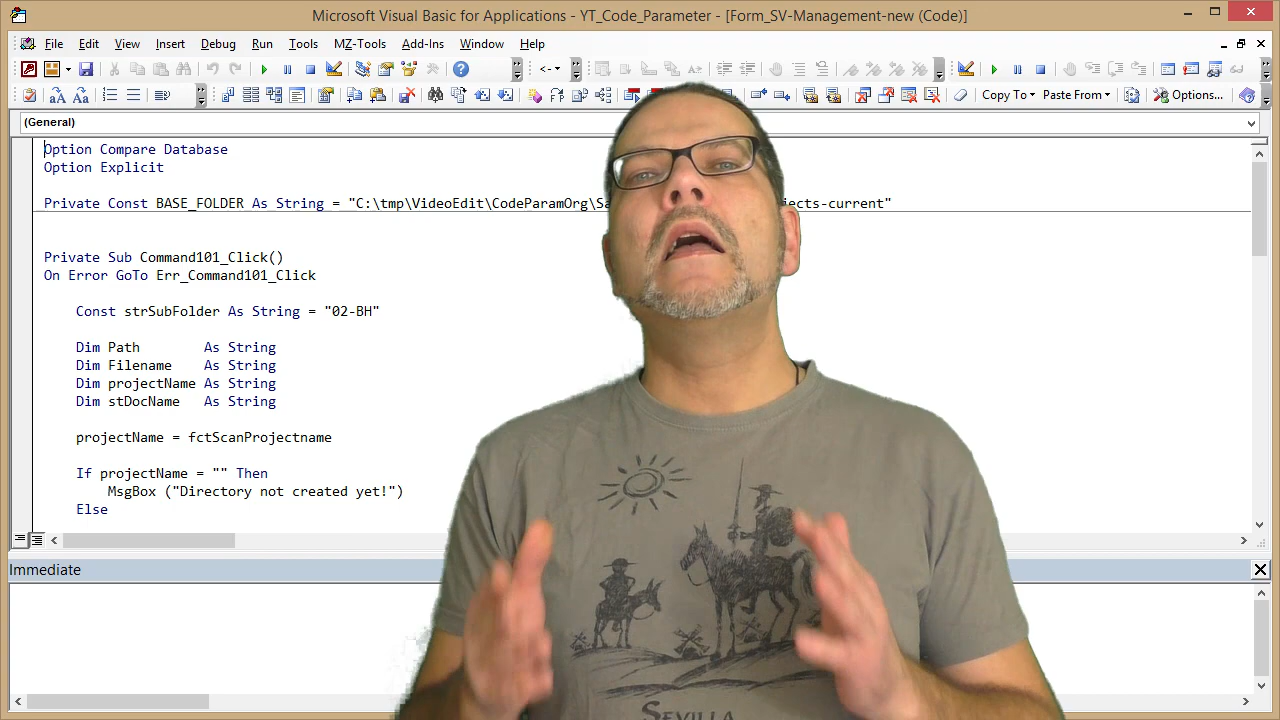 Microsoft Visual Basic for Applications - YT_Code_Parameter - [Form_SV-Management-new (Code)]
File Edit View Insert Debug Run Tools MZ-Tools Add-Ins Window Help
Copy To Paste From Options...
(General)
Option Compare Database
Option Explicit
Private Const BASE_FOLDER As String = "C:\tmp\VideoEdit\CodeParamOrg\Sa jects-current"
Private Sub Command101_Click()
On Error GoTo Err_Command101_Click
Const strSubFolder As String = "02-BH"
Dim Path As String
Dim Filename As String
Dim projectName As String
Dim stDocName As String
projectName = fctScanProjectname
If projectName = "" Then
MsgBox ("Directory not created yet!")
Else
Immediate
SEVILLA